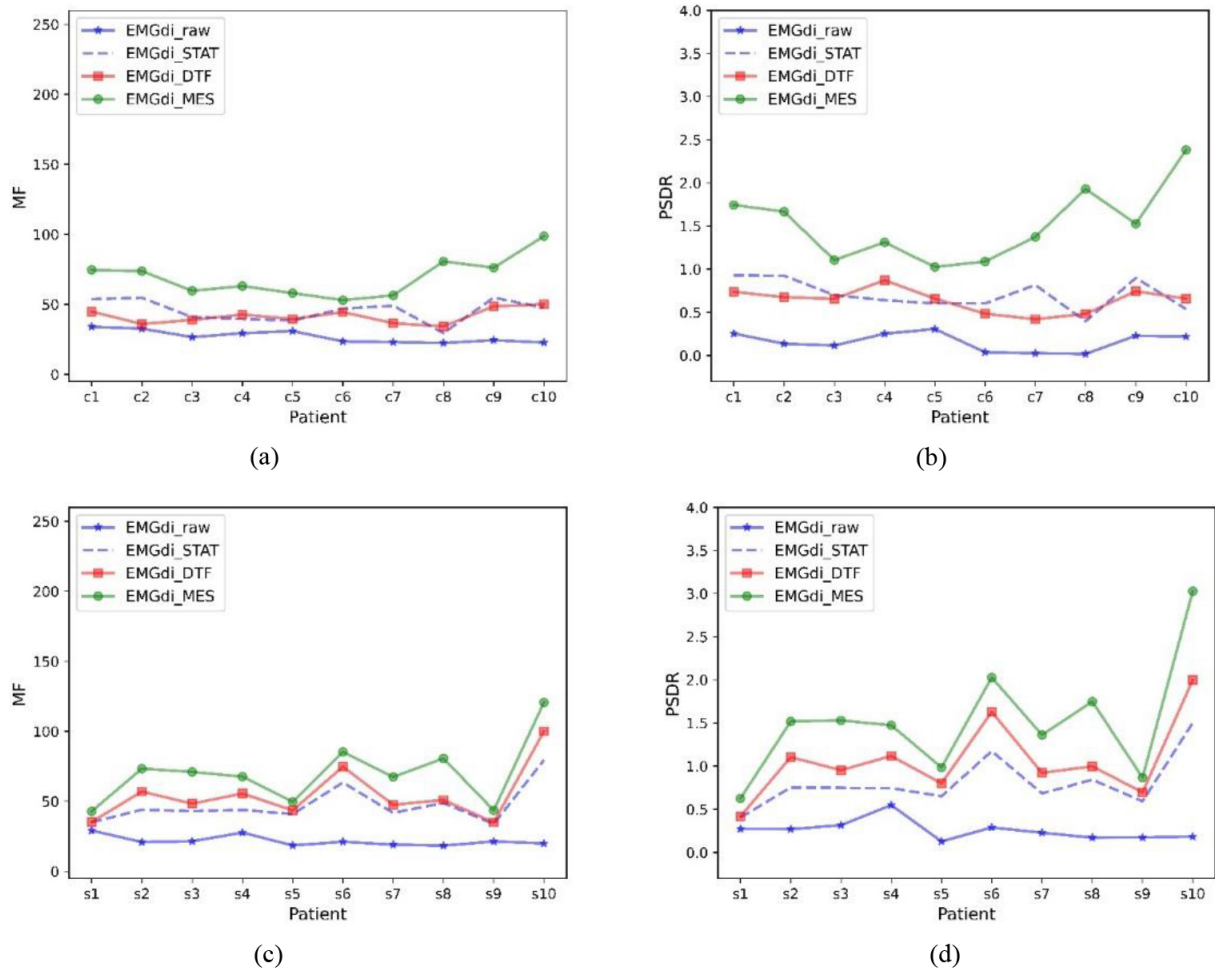 250
200
150
100
50
0
MF
EMGdi_raw
EMGdi_STAT
EMGdi_DTF
EMGdi_MES
c1 c2 c3 c4 c5 c6 c7 c8 c9 c10
Patient
(a)
4.0
3.5
3.0
2.5
2.0
1.5
1.0
0.5
0.0
PSDR
EMGdi_raw
EMGdi_STAT
EMGdi_DTF
EMGdi_MES
c1 c2 c3 c4 c5 c6 c7 c8 c9 c10
Patient
(b)
250
200
150
100
50
0
MF
EMGdi_raw
EMGdi_STAT
EMGdi_DTF
EMGdi_MES
s1 s2 s3 s4 s5 s6 s7 s8 s9 s10
Patient
(c)
4.0
3.5
3.0
2.5
2.0
1.5
1.0
0.5
0.0
PSDR
EMGdi_raw
EMGdi_STAT
EMGdi_DTF
EMGdi_MES
s1 s2 s3 s4 s5 s6 s7 s8 s9 s10
Patient
(d)